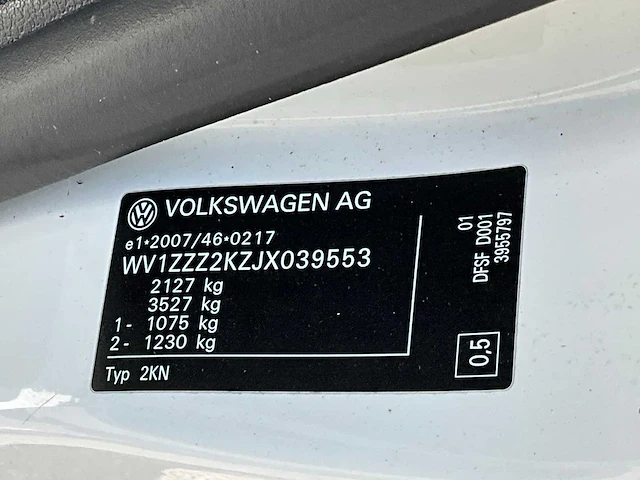 VOLKSWAGEN AG
e1*2007/46*0217
WV1ZZZ2KZJX039553
2127 kg
3527 kg
1- 1075 kg
2- 1230 kg
Typ 2KN
01
DFSF D001
3955797
0,5